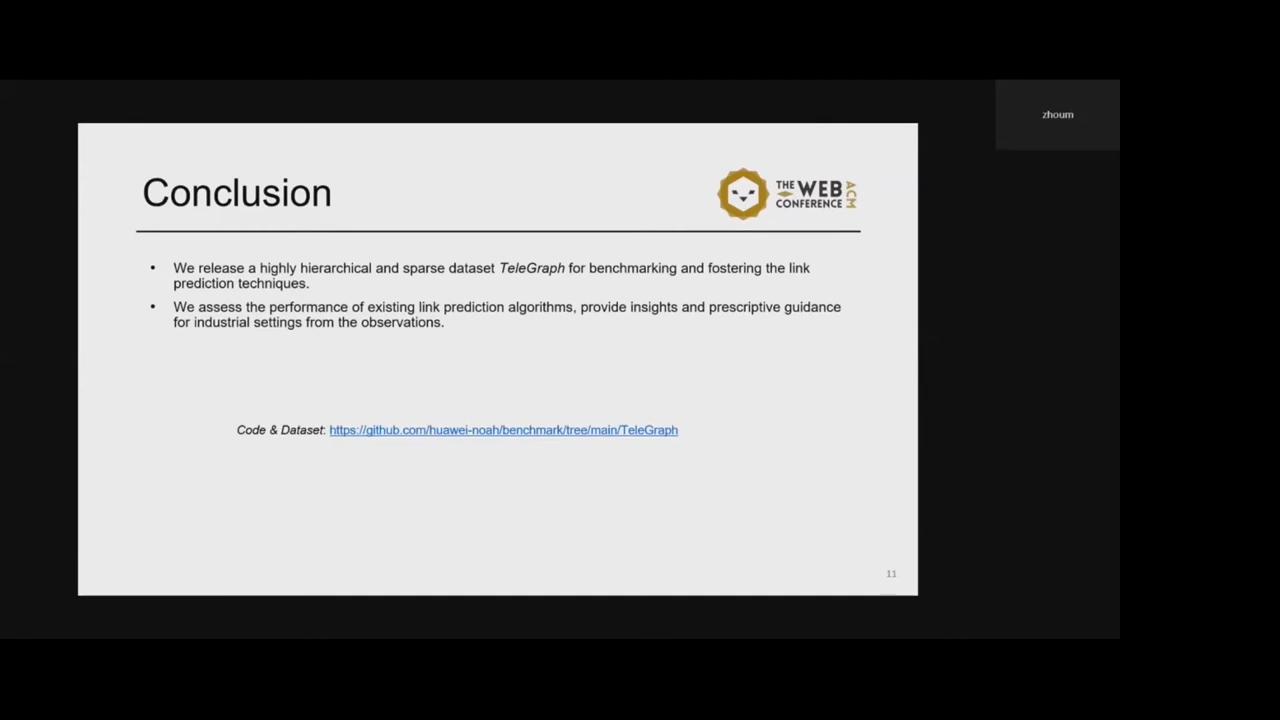 zhoum
Conclusion
THE WEB
CONFERENCE
ACM
• We release a highly hierarchical and sparse dataset TeleGraph for benchmarking and fostering the link
prediction techniques.
• We assess the performance of existing link prediction algorithms, provide insights and prescriptive guidance
for industrial settings from the observations.
Code & Dataset: https://github.com/huawei-noah/benchmark/tree/main/TeleGraph
11